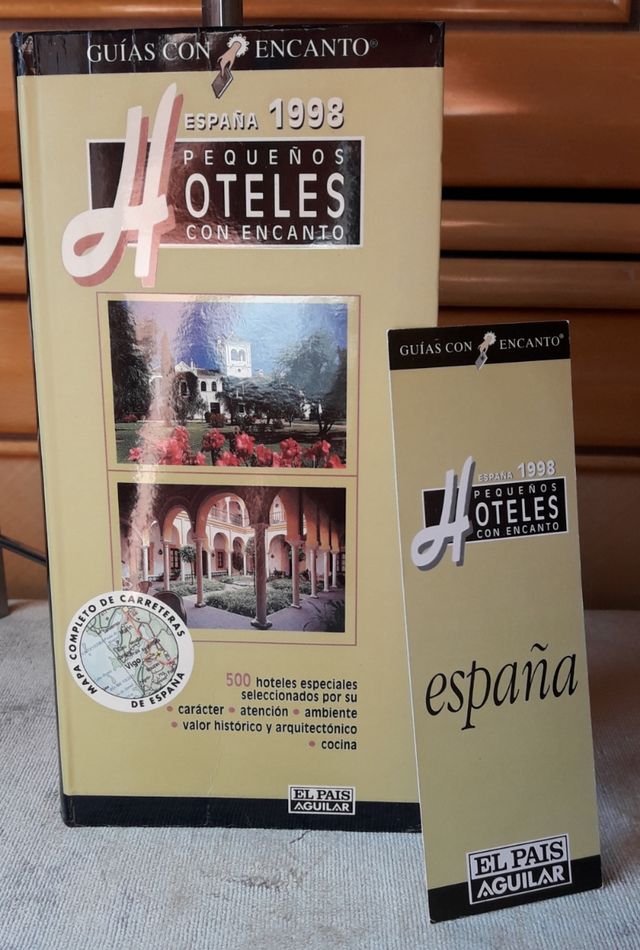 GUÍAS CON ENCANTO®
ESPAÑA 1998
PEQUEÑOS
HOTELES
CON ENCANTO
MAPA COMPLETO DE CARRETERAS
DE ESPAÑA
Vigo
500 hoteles especiales
seleccionados por su
• carácter • atención • ambiente
• valor histórico y arquitectónico
• cocina
EL PAIS
AGUILAR
GUÍAS CON ENCANTO®
ESPAÑA 1998
PEQUEÑOS
HOTELES
CON ENCANTO
españa
EL PAIS
AGUILAR